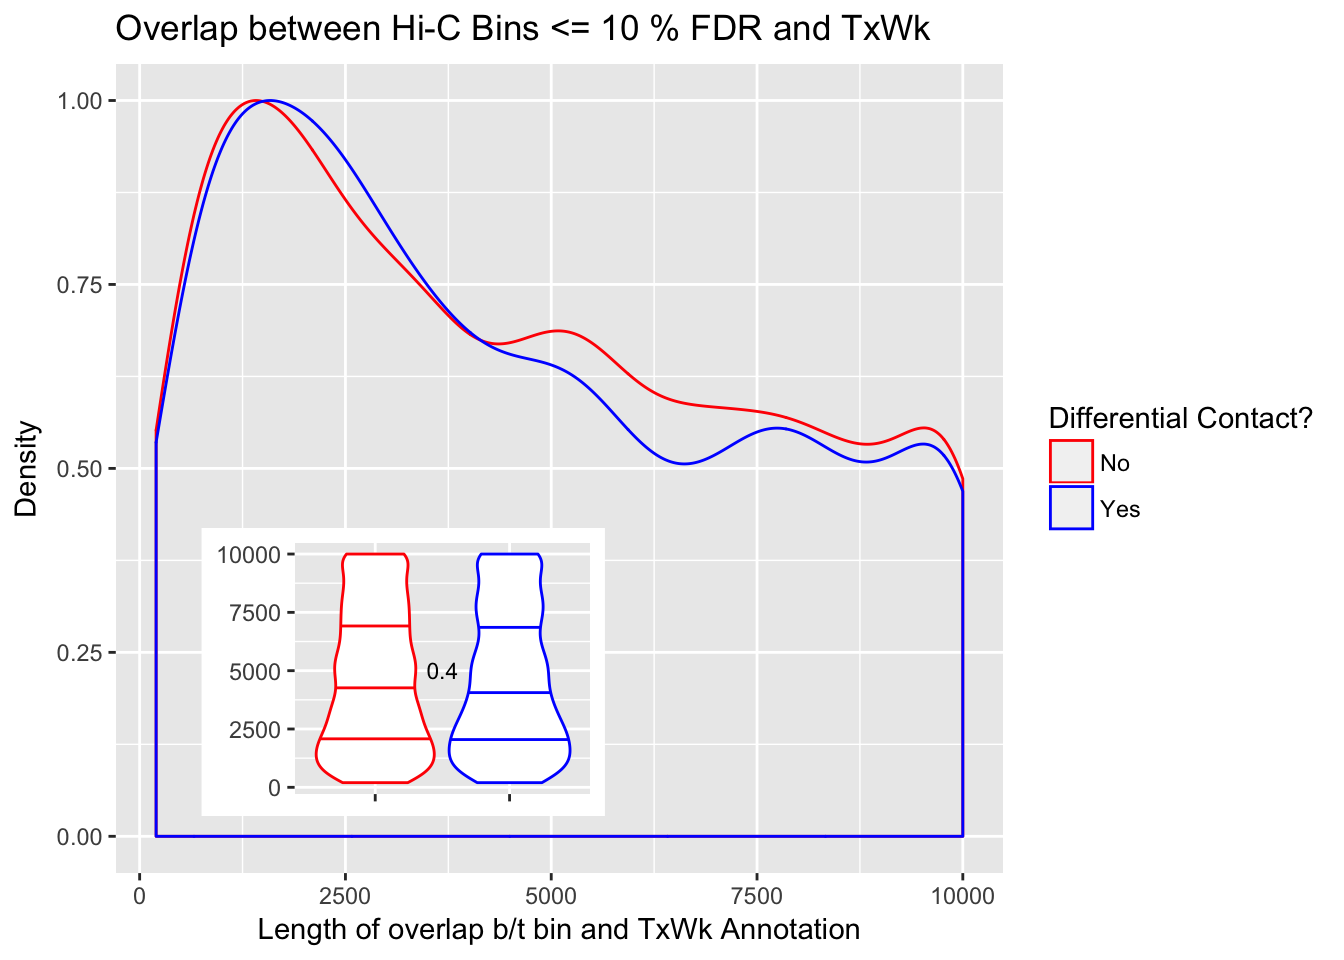 Overlap between Hi-C Bins <= 10 % FDR and TxWk
Density
1.00
0.75
0.50
0.25
0.00
10000
7500
5000
2500
0
0.4
0 2500 5000 7500 10000
Length of overlap b/t bin and TxWk Annotation
Differential Contact?
No
Yes